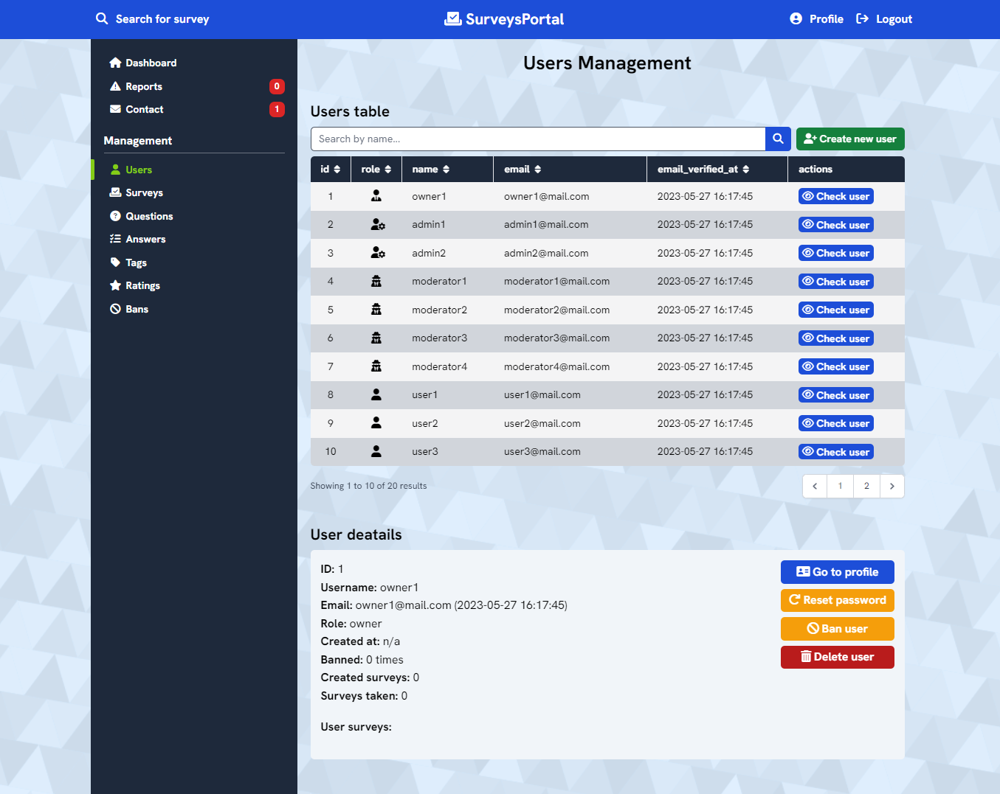 Search for survey
SurveysPortal
Profile
Logout
Dashboard
Reports 0
Contact 1
Management
Users
Surveys
Questions
Answers
Tags
Ratings
Bans
Users Management
Users table
Search by name...
Create new user
id role name email email_verified_at actions
1 owner1 owner1@mail.com 2023-05-27 16:17:45 Check user
2 admin1 admin1@mail.com 2023-05-27 16:17:45 Check user
3 admin2 admin2@mail.com 2023-05-27 16:17:45 Check user
4 moderator1 moderator1@mail.com 2023-05-27 16:17:45 Check user
5 moderator2 moderator2@mail.com 2023-05-27 16:17:45 Check user
6 moderator3 moderator3@mail.com 2023-05-27 16:17:45 Check user
7 moderator4 moderator4@mail.com 2023-05-27 16:17:45 Check user
8 user1 user1@mail.com 2023-05-27 16:17:45 Check user
9 user2 user2@mail.com 2023-05-27 16:17:45 Check user
10 user3 user3@mail.com 2023-05-27 16:17:45 Check user
Showing 1 to 10 of 20 results
1 2
User deatails
ID: 1
Username: owner1
Email: owner1@mail.com (2023-05-27 16:17:45)
Role: owner
Created at: n/a
Banned: 0 times
Created surveys: 0
Surveys taken: 0
User surveys:
Go to profile
Reset password
Ban user
Delete user